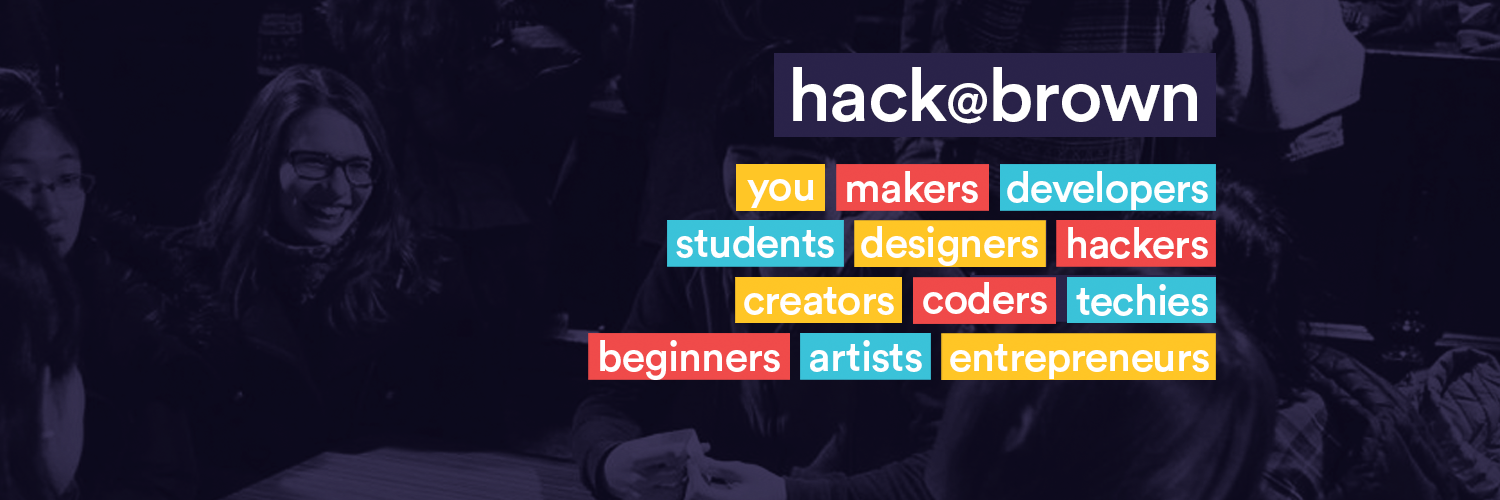 hack@brown
you makers developers
students designers hackers
creators coders techies
beginners artists entrepreneurs